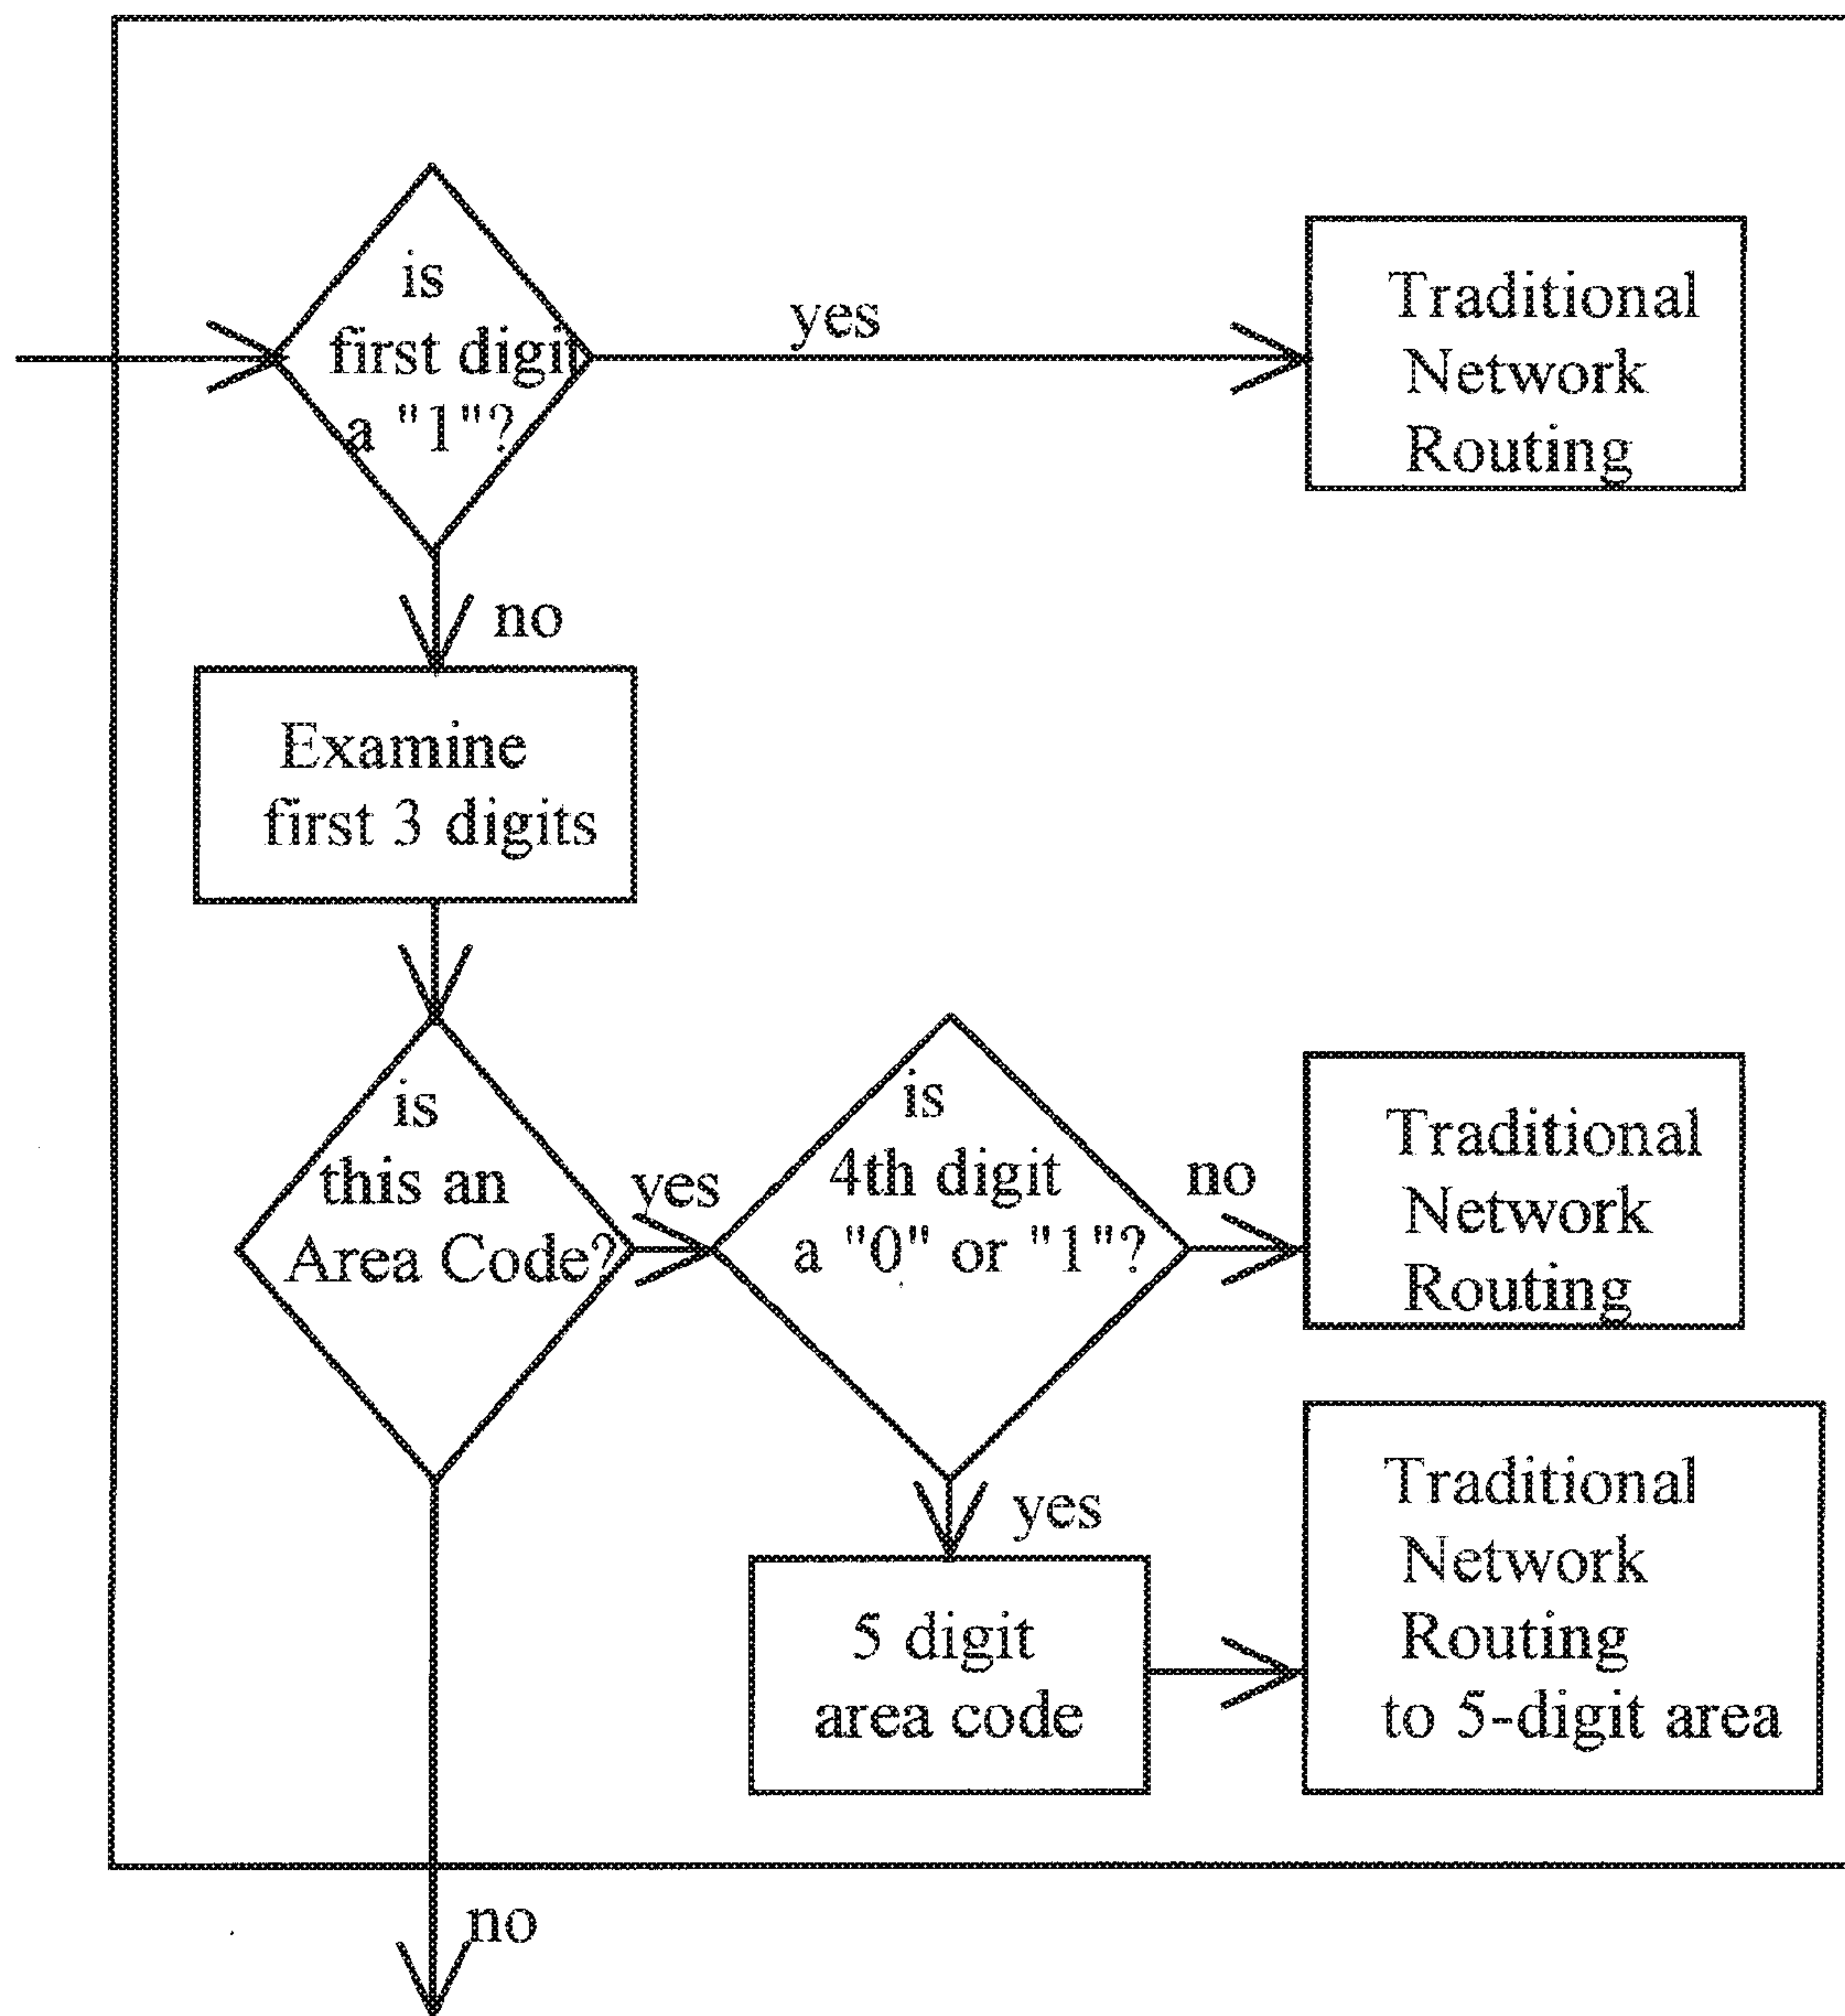 is
first digit
a "1"?
yes
Traditional
Network
Routing
no
Examine
first 3 digits
is
this an
Area Code?
yes
is
4th digit
a "0" or "1"?
no
Traditional
Network
Routing
yes
5 digit
area code
Traditional
Network
Routing
to 5-digit area
no